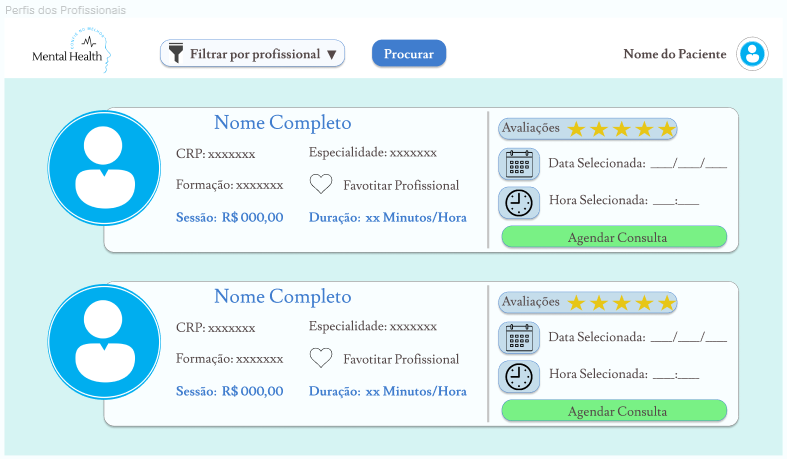 Perfis dos Profissionais
Mental Health
Filtrar por profissional ▼
Procurar
Nome do Paciente
Nome Completo
CRP: xxxxxxx
Especialidade: xxxxxxx
Formação: xxxxxxx
Favotitar Profissional
Sessão: R$ 000,00
Duração: xx Minutos/Hora
Avaliações
Data Selecionada: ___/___/___
Hora Selecionada: ___:___
Agendar Consulta
Nome Completo
CRP: xxxxxxx
Especialidade: xxxxxxx
Formação: xxxxxxx
Favotitar Profissional
Sessão: R$ 000,00
Duração: xx Minutos/Hora
Avaliações
Data Selecionada: ___/___/___
Hora Selecionada: ___:___
Agendar Consulta